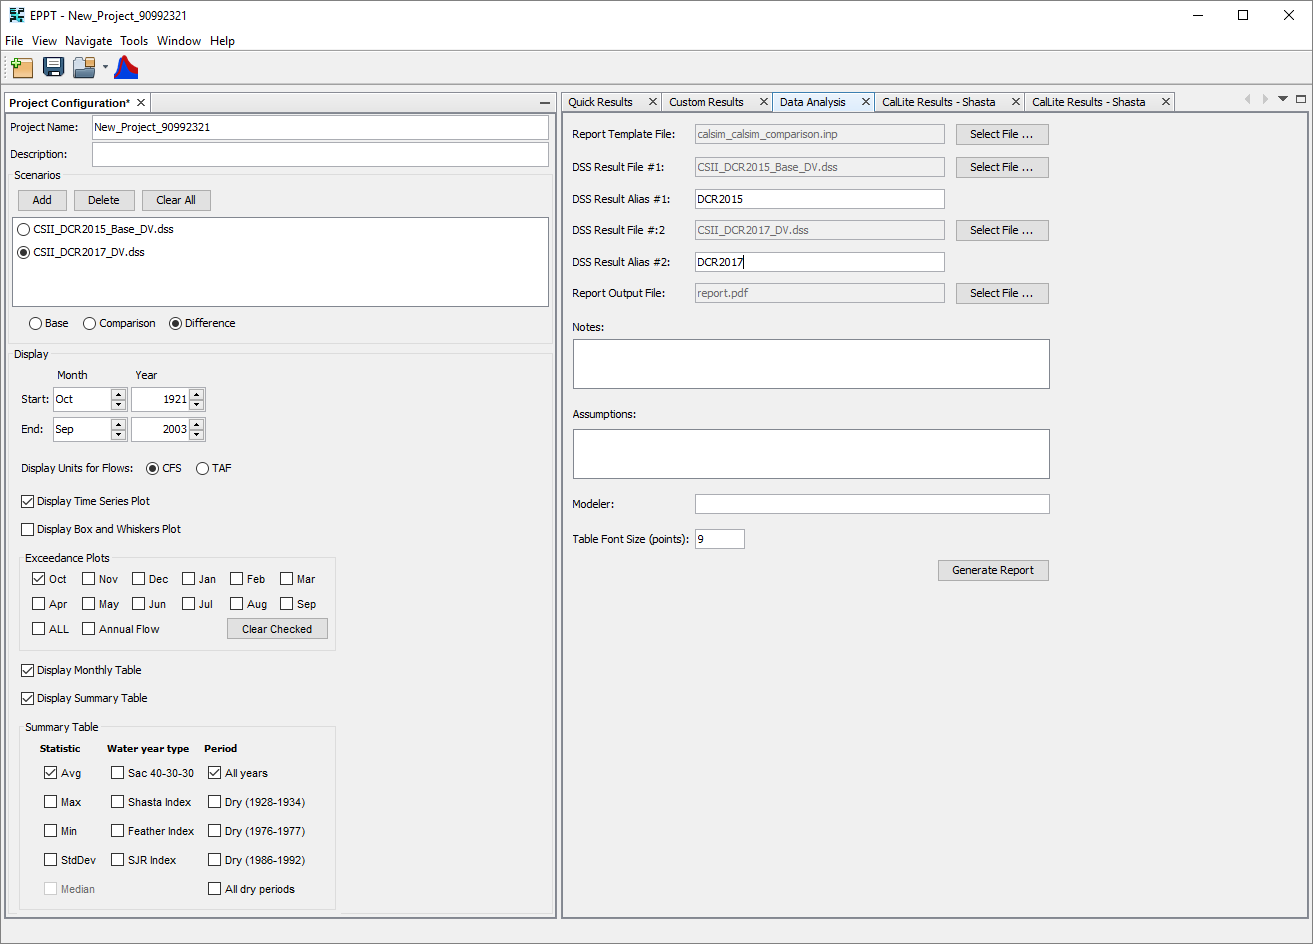 EPPT - New_Project_90992321
File View Navigate Tools Window Help
Project Configuration*
Project Name: New_Project_90992321
Description:
Scenarios
Add Delete Clear All
CSII_DCR2015_Base_DV.dss
CSII_DCR2017_DV.dss
Base Comparison Difference
Display
Month Year
Start: Oct 1921
End: Sep 2003
Display Units for Flows: CFS TAF
Display Time Series Plot
Display Box and Whiskers Plot
Exceedance Plots
Oct Nov Dec Jan Feb Mar
Apr May Jun Jul Aug Sep
ALL Annual Flow Clear Checked
Display Monthly Table
Display Summary Table
Summary Table
Statistic Water year type Period
Avg Sac 40-30-30 All years
Max Shasta Index Dry (1928-1934)
Min Feather Index Dry (1976-1977)
StdDev SJR Index Dry (1986-1992)
Median All dry periods
Quick Results Custom Results Data Analysis CalLite Results - Shasta CalLite Results - Shasta
Report Template File: calsim_calsim_comparison.inp Select File ...
DSS Result File #1: CSII_DCR2015_Base_DV.dss Select File ...
DSS Result Alias #1: DCR2015
DSS Result File #:2 CSII_DCR2017_DV.dss Select File ...
DSS Result Alias #2: DCR2017
Report Output File: report.pdf Select File ...
Notes:
Assumptions:
Modeler:
Table Font Size (points): 9
Generate Report